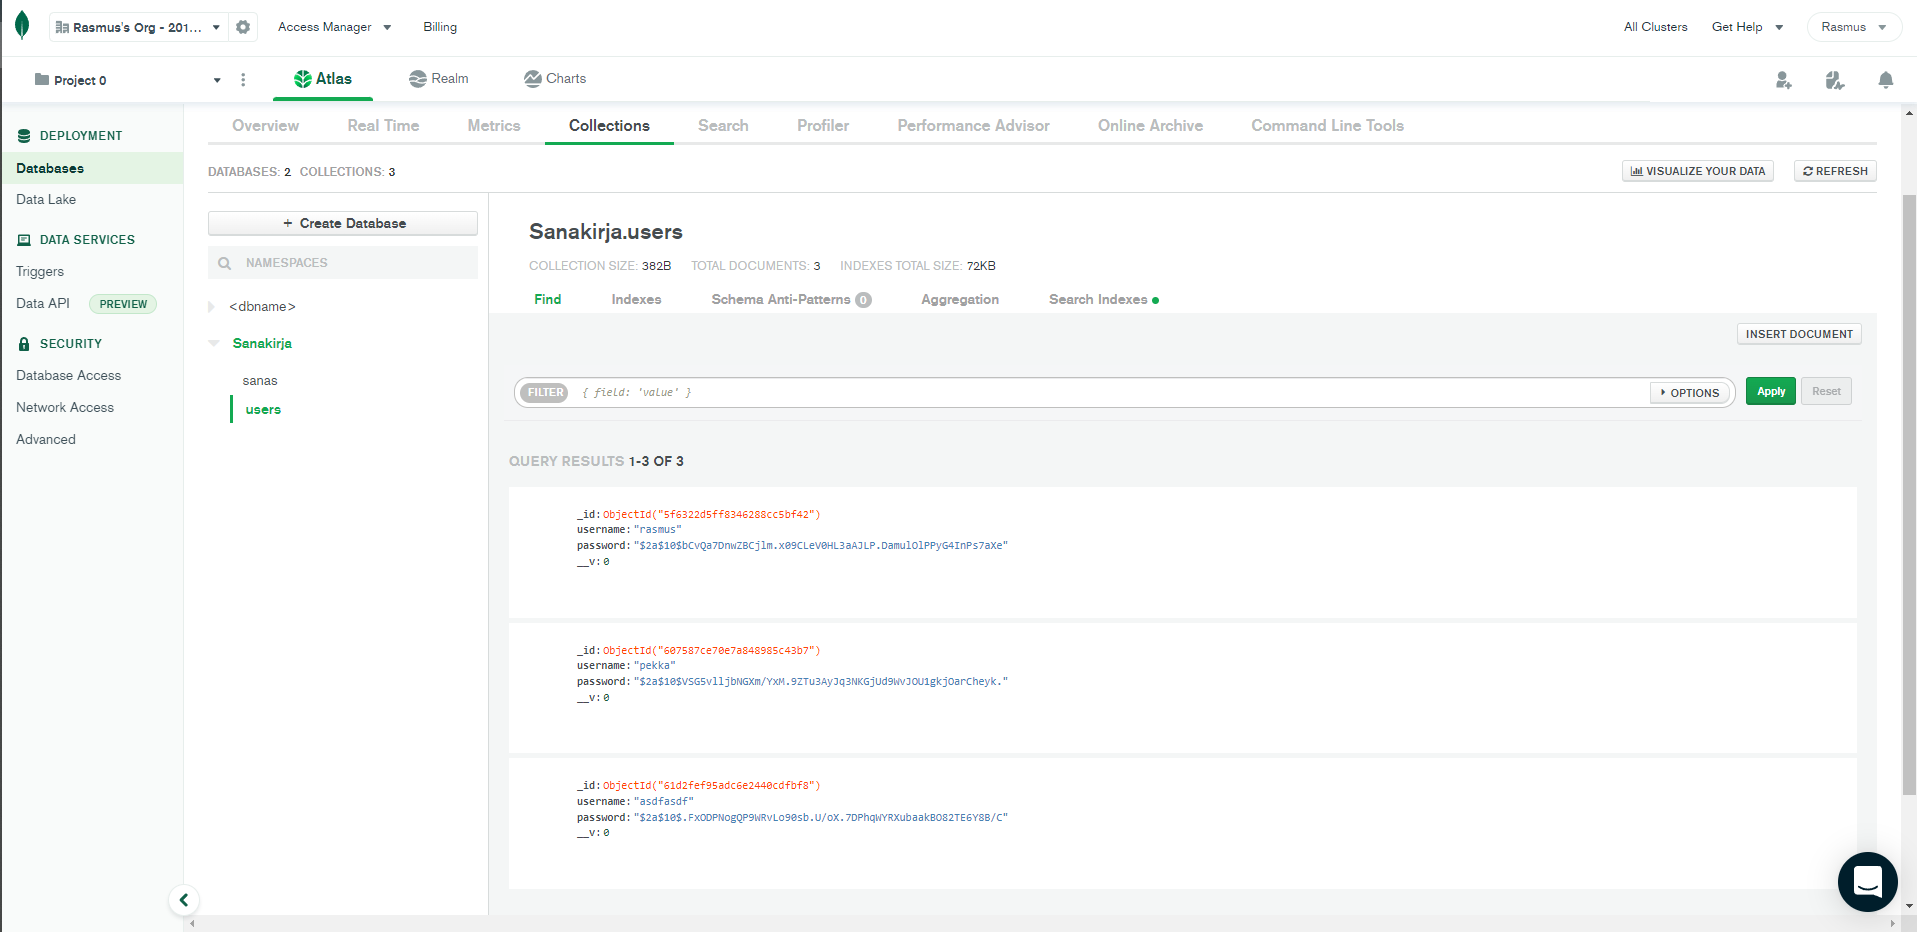 Rasmus's Org - 201... Access Manager Billing All Clusters Get Help Rasmus
Project 0 Atlas Realm Charts
DEPLOYMENT
Databases
Data Lake
DATA SERVICES
Triggers
Data API PREVIEW
SECURITY
Database Access
Network Access
Advanced
Overview Real Time Metrics Collections Search Profiler Performance Advisor Online Archive Command Line Tools
DATABASES: 2 COLLECTIONS: 3 VISUALIZE YOUR DATA REFRESH
+ Create Database
NAMESPACES
<dbname>
Sanakirja
sanas
users
Sanakirja.users
COLLECTION SIZE: 382B TOTAL DOCUMENTS: 3 INDEXES TOTAL SIZE: 72KB
Find Indexes Schema Anti-Patterns 0 Aggregation Search Indexes
INSERT DOCUMENT
FILTER { field: 'value' } OPTIONS Apply Reset
QUERY RESULTS 1-3 OF 3
_id: ObjectId("5f6322d5ff8346288cc5bf42")
username: "rasmus"
password: "$2a$10$bCvQa7DnwZBCjlm.x09CLeV0HL3aAJLP.DamulOlPPyG4InPs7aXe"
__v: 0
_id: ObjectId("607587ce70e7a848985c43b7")
username: "pekka"
password: "$2a$10$VSG5vlljbNGXm/YxM.9ZTu3AyJq3NKGjUd9WvJOU1gkjOarCheyk."
__v: 0
_id: ObjectId("61d2fef95adc6e2440cdfbf8")
username: "asdfasdf"
password: "$2a$10$.FxODPNogQP9WRvLo90sb.U/oX.7DPhqWYRXubaakBO82TE6Y8B/C"
__v: 0